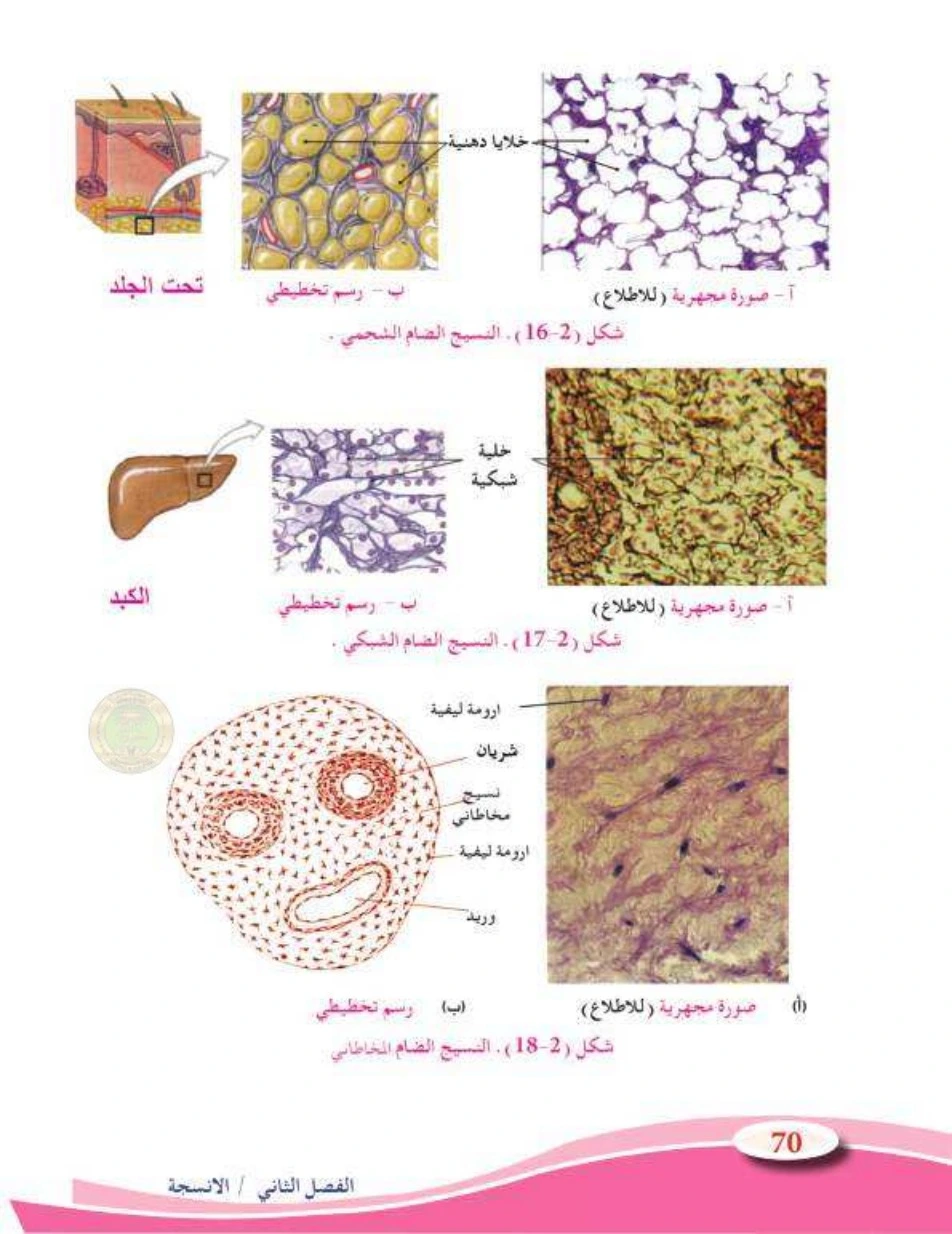 خلايا دهنية
أ - صورة مجهرية (للاطلاع)
ب - رسم تخطيطي
تحت الجلد
شكل (2-16). النسيج الضام الشحمي .
خلية
شبكية
أ - صورة مجهرية (للاطلاع)
ب - رسم تخطيطي
الكبد
شكل (2-17). النسيج الضام الشبكي .
ارومة ليفية
شريان
نسيج
مخاطاني
ارومة ليفية
وريد
(أ) صورة مجهرية (للاطلاع)
(ب) رسم تخطيطي
شكل (2-18). النسيج الضام المخاطاني
70
الفصل الثاني / الانسجة